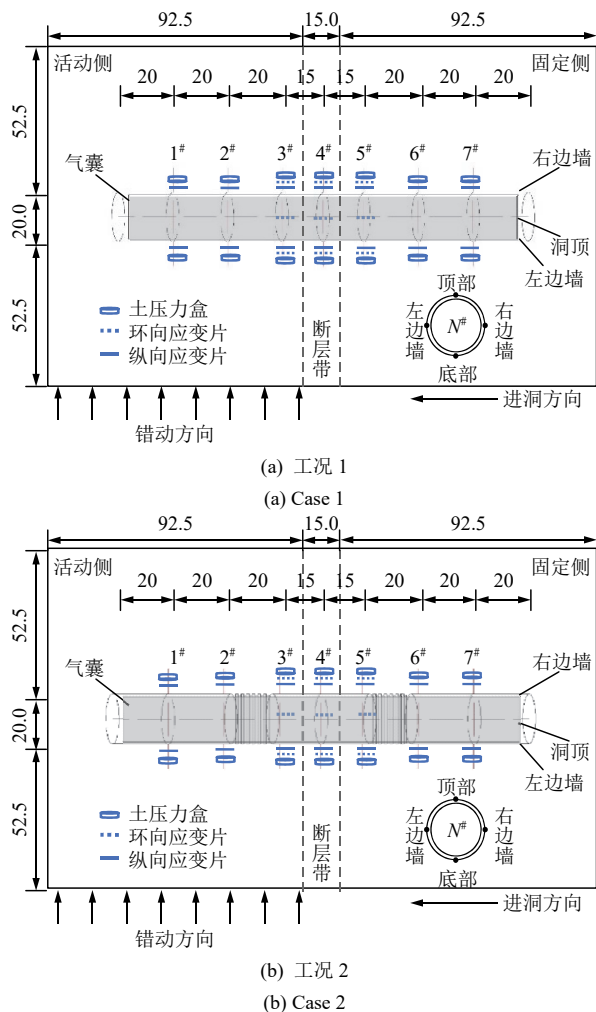 92.5 15.0 92.5
活动侧 固定侧
20 20 20 15 15 20 20 20
52.5
1# 2# 3# 4# 5# 6# 7#
气囊 右边墙
20.0
洞顶
左边墙
52.5
土压力盒
环向应变片
纵向应变片
断层带
顶部
左边墙 N# 右边墙
底部
错动方向 进洞方向
(a) 工况 1
(a) Case 1
92.5 15.0 92.5
活动侧 固定侧
20 20 20 15 15 20 20 20
52.5
1# 2# 3# 4# 5# 6# 7#
气囊 右边墙
20.0
洞顶
左边墙
52.5
土压力盒
环向应变片
纵向应变片
断层带
顶部
左边墙 N# 右边墙
底部
错动方向 进洞方向
(b) 工况 2
(b) Case 2